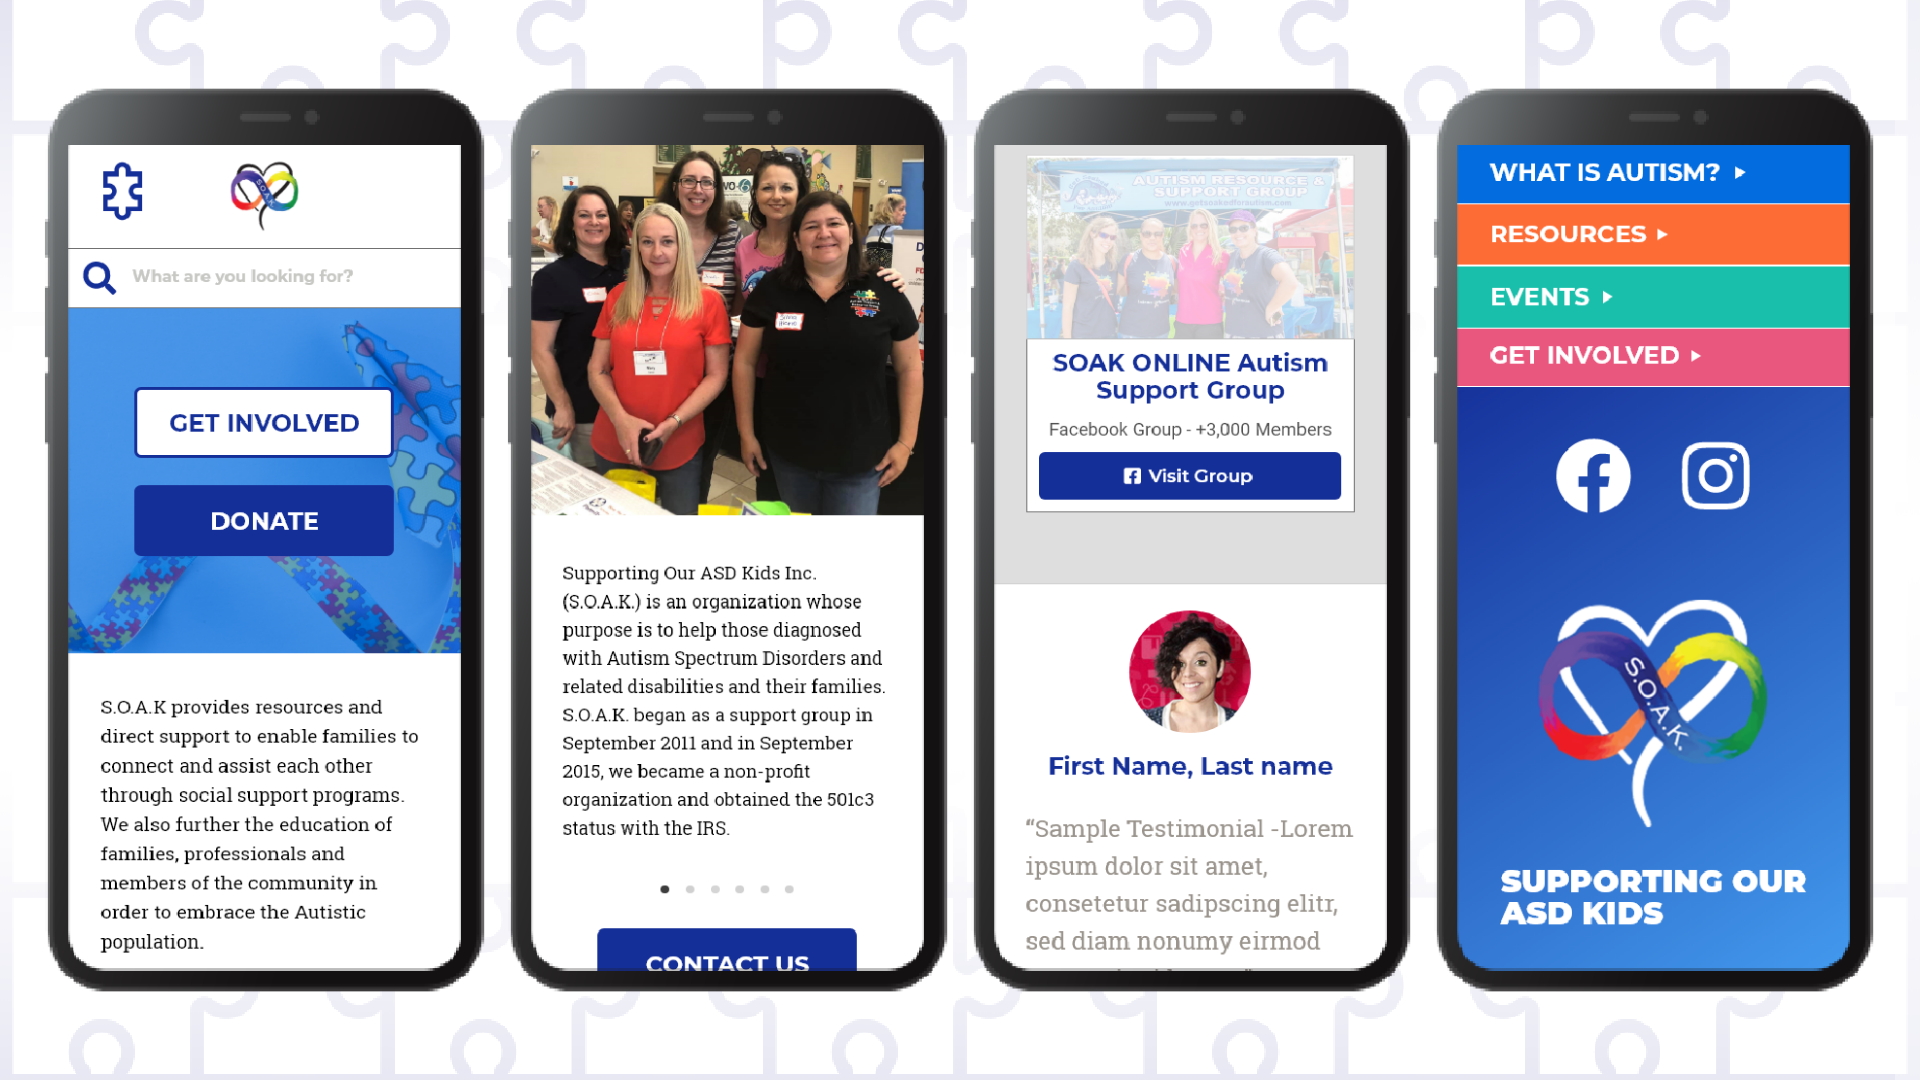 S.O.A.K
What are you looking for?
GET INVOLVED
DONATE
S.O.A.K provides resources and
direct support to enable families to
connect and assist each other
through social support programs.
We also further the education of
families, professionals and
members of the community in
order to embrace the Autistic
population.
Supporting Our ASD Kids Inc.
(S.O.A.K.) is an organization whose
purpose is to help those diagnosed
with Autism Spectrum Disorders and
related disabilities and their families.
S.O.A.K. began as a support group in
September 2011 and in September
2015, we became a non-profit
organization and obtained the 501c3
status with the IRS.
CONTACT US
AUTISM RESOURCE &
SUPPORT GROUP
www.getsoakedforautism.com
SOAK ONLINE Autism
Support Group
Facebook Group - +3,000 Members
Visit Group
First Name, Last name
“Sample Testimonial -Lorem
ipsum dolor sit amet,
consetetur sadipscing elitr,
sed diam nonumy eirmod
WHAT IS AUTISM?
RESOURCES
EVENTS
GET INVOLVED
S.O.A.K.
SUPPORTING OUR
ASD KIDS